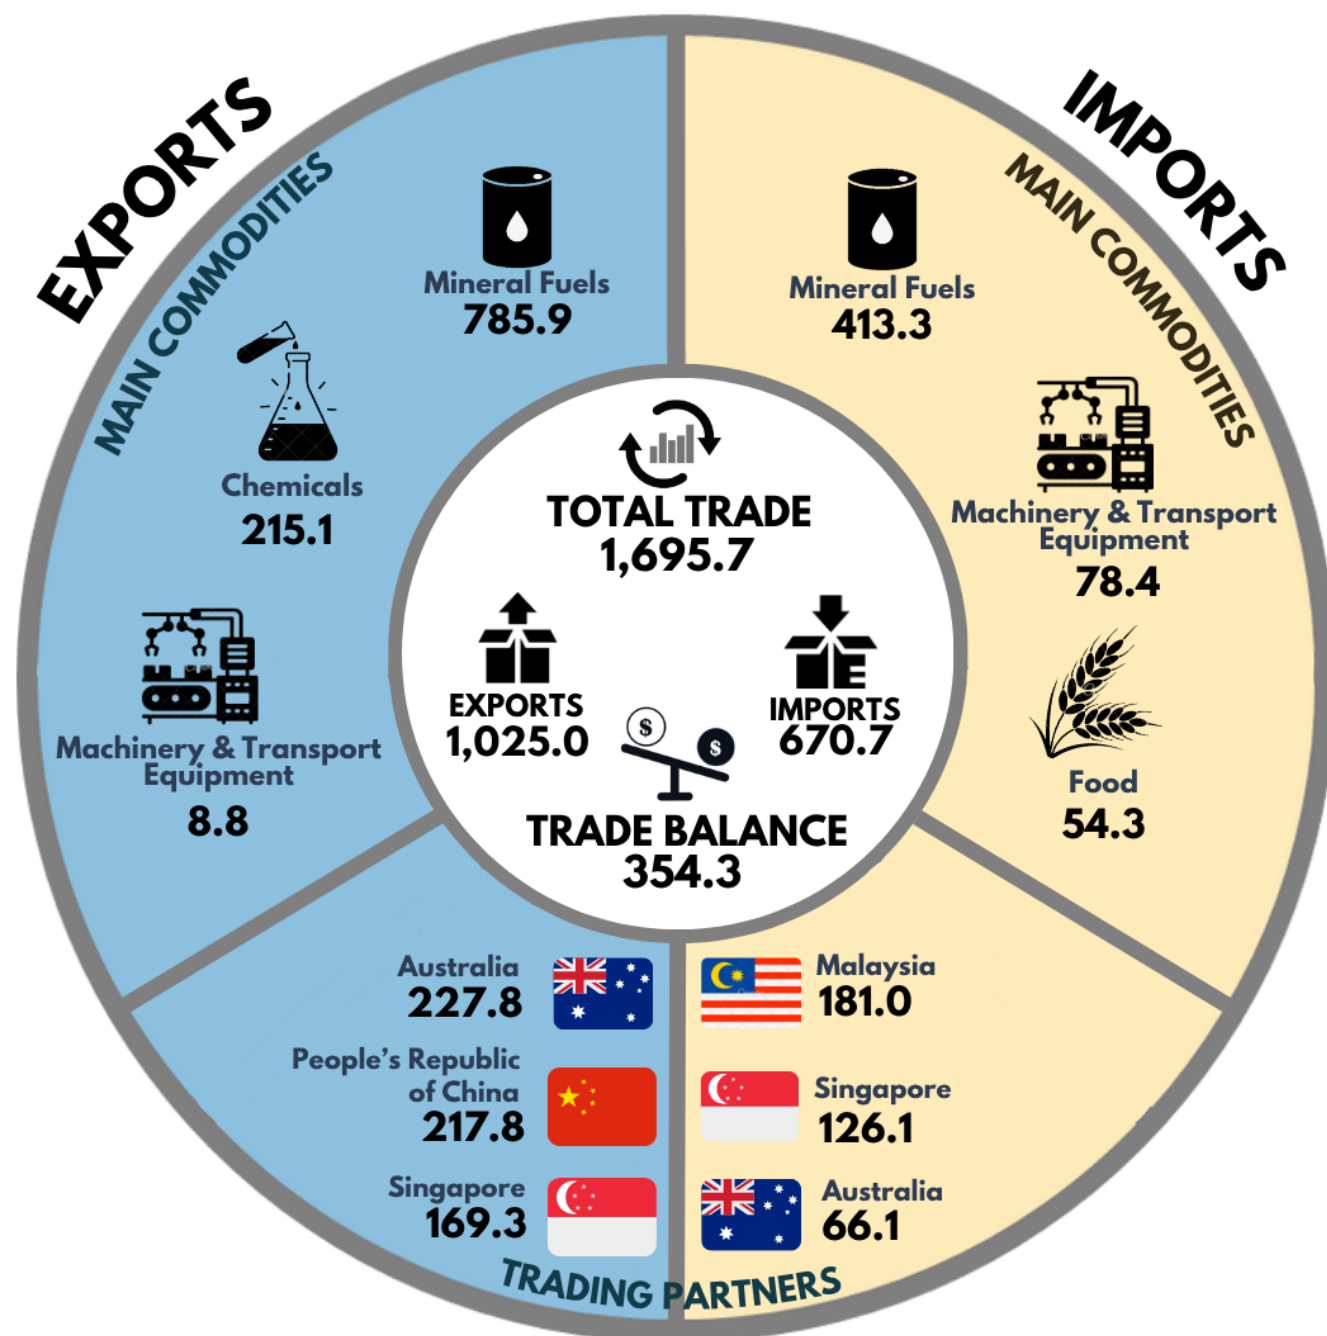 EXPORTS
MAIN COMMODITIES
Mineral Fuels
785.9
Chemicals
215.1
Machinery & Transport
Equipment
8.8
IMPORTS
MAIN COMMODITIES
Mineral Fuels
413.3
Machinery & Transport
Equipment
78.4
Food
54.3
TOTAL TRADE
1,695.7
EXPORTS
1,025.0
IMPORTS
670.7
$
$
TRADE BALANCE
354.3
Australia
227.8
People’s Republic
of China
217.8
Singapore
169.3
Malaysia
181.0
Singapore
126.1
Australia
66.1
TRADING PARTNERS